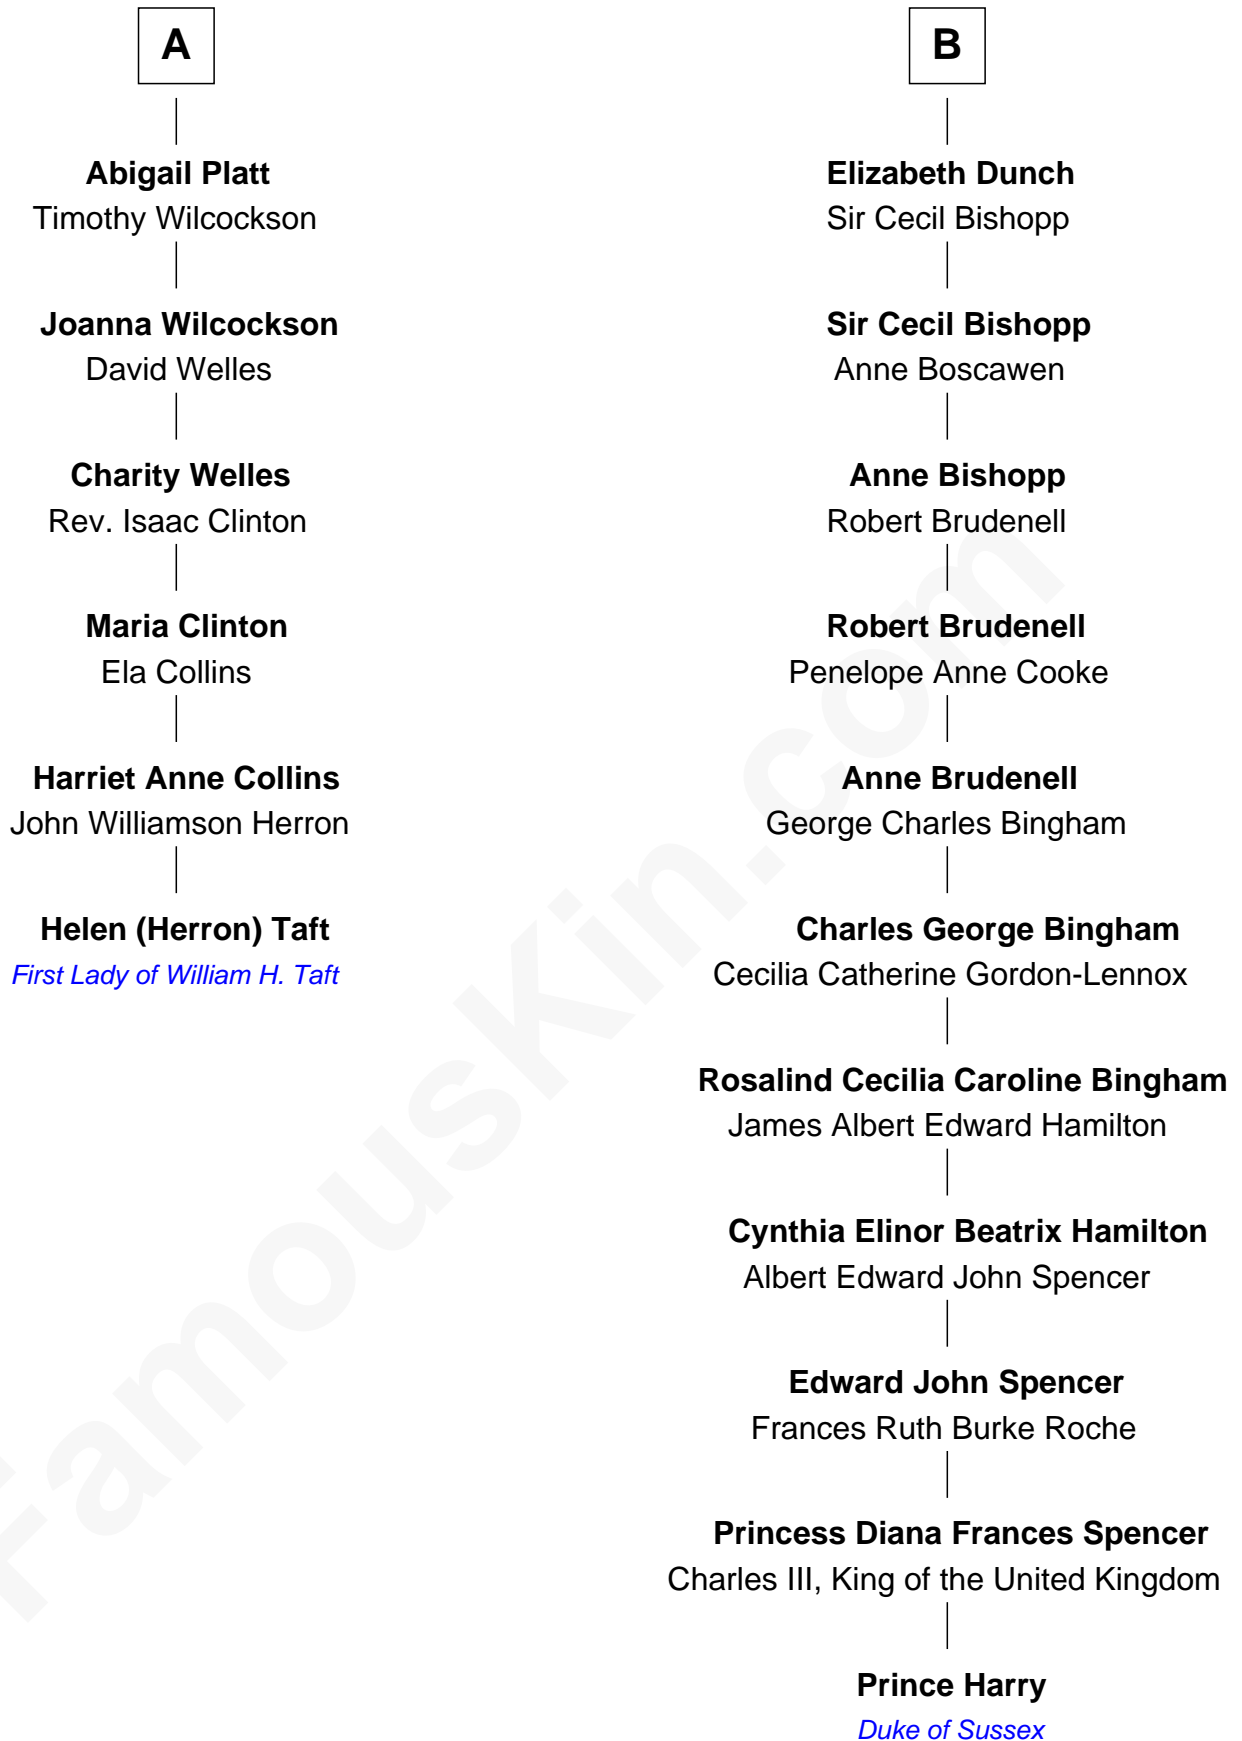 A
Abigail Platt
Timothy Wilcockson
Joanna Wilcockson
David Welles
Charity Welles
Rev. Isaac Clinton
Maria Clinton
Ela Collins
Harriet Anne Collins
John Williamson Herron
Helen (Herron) Taft
First Lady of William H. Taft
B
Elizabeth Dunch
Sir Cecil Bishopp
Sir Cecil Bishopp
Anne Boscawen
Anne Bishopp
Robert Brudenell
Robert Brudenell
Penelope Anne Cooke
Anne Brudenell
George Charles Bingham
Charles George Bingham
Cecilia Catherine Gordon-Lennox
Rosalind Cecilia Caroline Bingham
James Albert Edward Hamilton
Cynthia Elinor Beatrix Hamilton
Albert Edward John Spencer
Edward John Spencer
Frances Ruth Burke Roche
Princess Diana Frances Spencer
Charles III, King of the United Kingdom
Prince Harry
Duke of Sussex
FamousKin.com